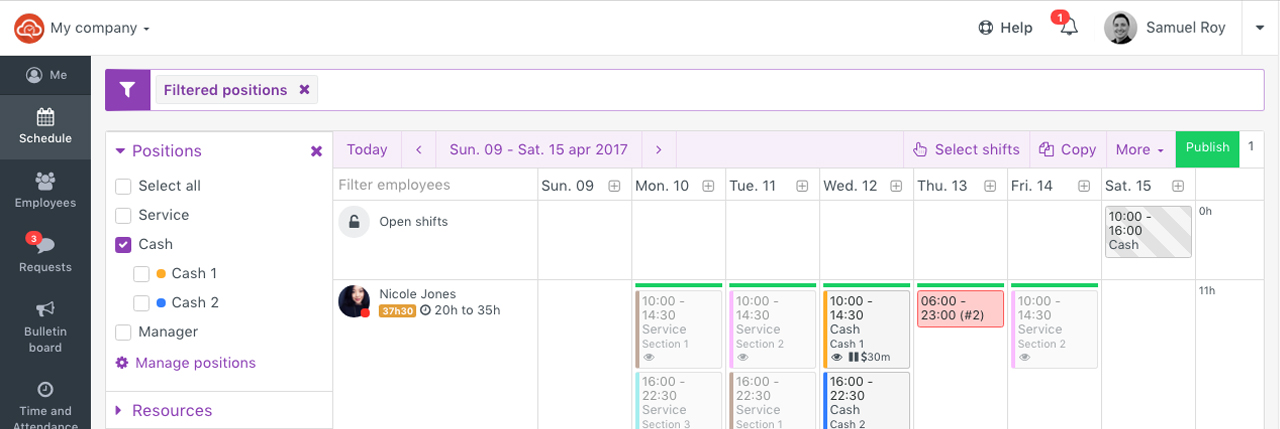 My company
Help
1
Samuel Roy
Me
Schedule
Employees
3
Requests
Bulletin
board
Time and
Attendance
Filtered positions
Positions
Select all
Service
Cash
Cash 1
Cash 2
Manager
Manage positions
Resources
Today
Sun. 09 - Sat. 15 apr 2017
Select shifts
Copy
More
Publish
1
Filter employees
Sun. 09
Mon. 10
Tue. 11
Wed. 12
Thu. 13
Fri. 14
Sat. 15
Open shifts
10:00 -
16:00
Cash
0h
Nicole Jones
37h30
20h to 35h
10:00 -
14:30
Service
Section 1
16:00 -
22:30
Service
Section 3
10:00 -
14:30
Service
Section 2
16:00 -
22:30
Service
Section 1
10:00 -
14:30
Cash
Cash 1
$30m
16:00 -
22:30
Cash
Cash 2
06:00 -
23:00 (#2)
10:00 -
14:30
Service
Section 2
11h